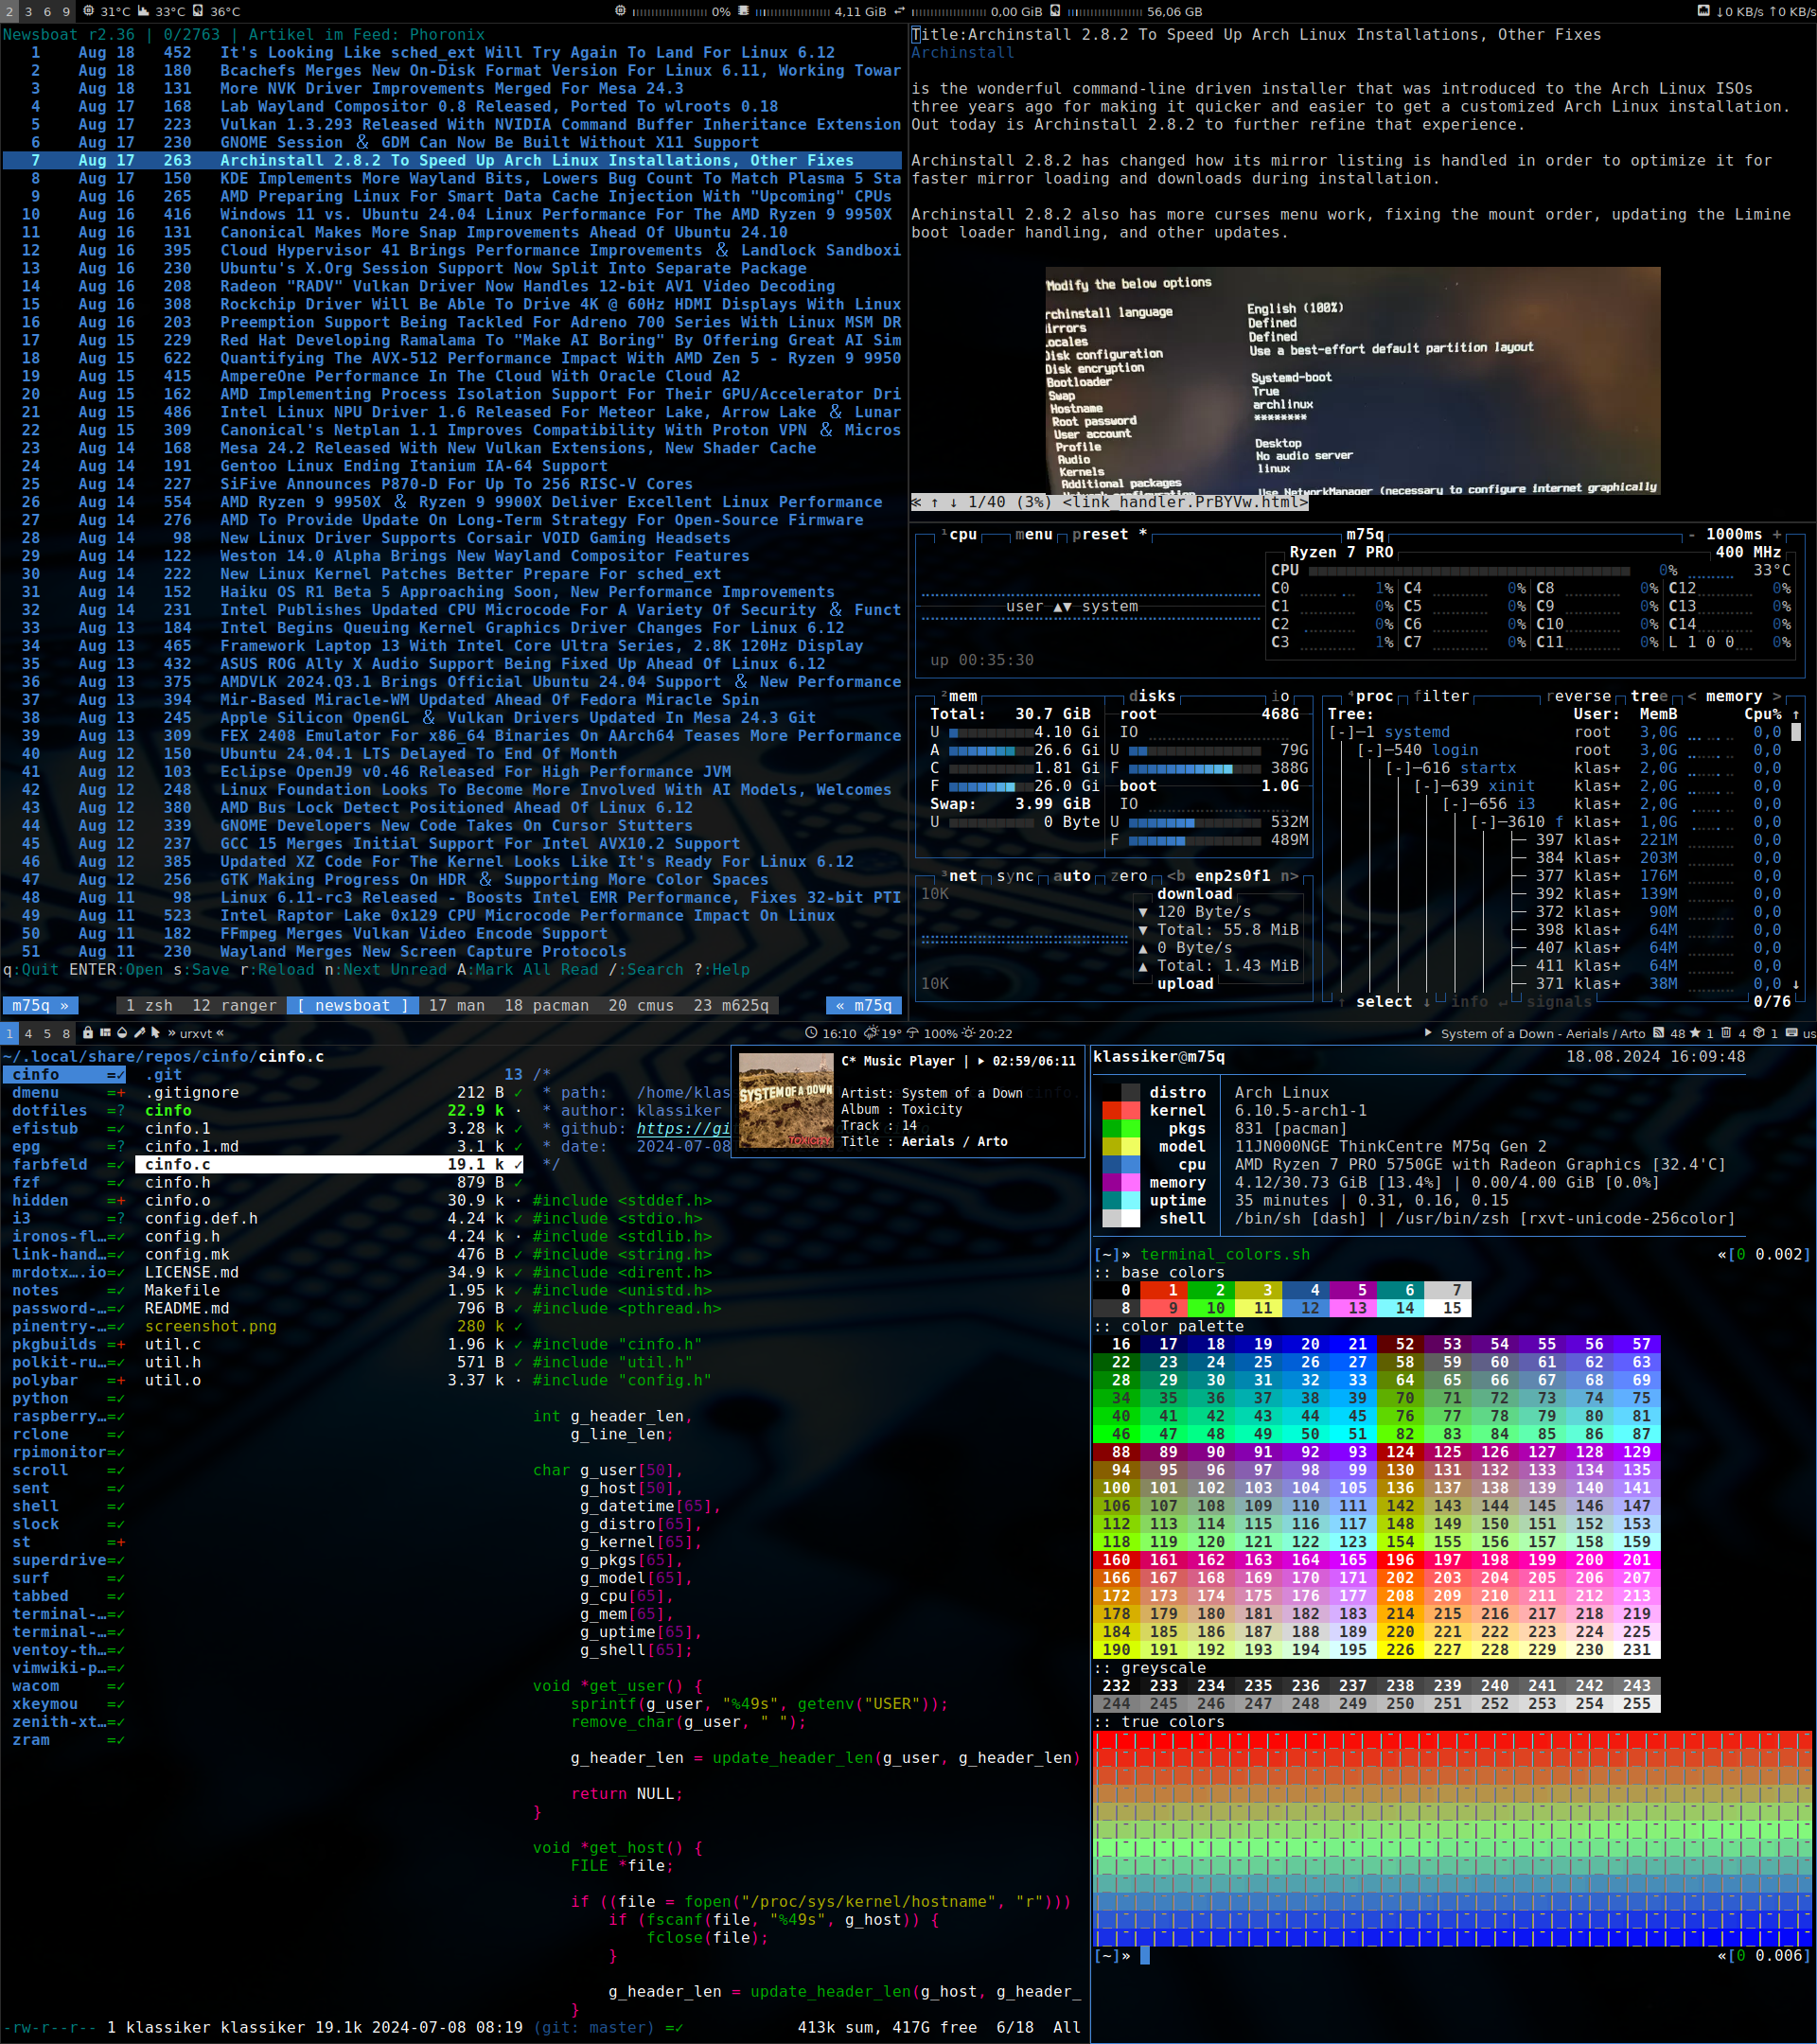 2 3 6 9 31°C 33°C 36°C 0% 4,11 GiB 0,00 GiB 56,06 GB ↓0 KB/s ↑0 KB/s
Newsboat r2.36 | 0/2763 | Artikel im Feed: Phoronix
1 Aug 18 452 It's Looking Like sched_ext Will Try Again To Land For Linux 6.12
2 Aug 18 180 Bcachefs Merges New On-Disk Format Version For Linux 6.11, Working Towar
3 Aug 18 131 More NVK Driver Improvements Merged For Mesa 24.3
4 Aug 17 168 Lab Wayland Compositor 0.8 Released, Ported To wlroots 0.18
5 Aug 17 223 Vulkan 1.3.293 Released With NVIDIA Command Buffer Inheritance Extension
6 Aug 17 230 GNOME Session & GDM Can Now Be Built Without X11 Support
7 Aug 17 263 Archinstall 2.8.2 To Speed Up Arch Linux Installations, Other Fixes
8 Aug 17 150 KDE Implements More Wayland Bits, Lowers Bug Count To Match Plasma 5 Sta
9 Aug 16 265 AMD Preparing Linux For Smart Data Cache Injection With "Upcoming" CPUs
10 Aug 16 416 Windows 11 vs. Ubuntu 24.04 Linux Performance For The AMD Ryzen 9 9950X
11 Aug 16 131 Canonical Makes More Snap Improvements Ahead Of Ubuntu 24.10
12 Aug 16 395 Cloud Hypervisor 41 Brings Performance Improvements & Landlock Sandboxi
13 Aug 16 230 Ubuntu's X.Org Session Support Now Split Into Separate Package
14 Aug 16 208 Radeon "RADV" Vulkan Driver Now Handles 12-bit AV1 Video Decoding
15 Aug 16 308 Rockchip Driver Will Be Able To Drive 4K @ 60Hz HDMI Displays With Linux
16 Aug 16 203 Preemption Support Being Tackled For Adreno 700 Series With Linux MSM DR
17 Aug 15 229 Red Hat Developing Ramalama To "Make AI Boring" By Offering Great AI Sim
18 Aug 15 622 Quantifying The AVX-512 Performance Impact With AMD Zen 5 - Ryzen 9 9950
19 Aug 15 415 AmpereOne Performance In The Cloud With Oracle Cloud A2
20 Aug 15 162 AMD Implementing Process Isolation Support For Their GPU/Accelerator Dri
21 Aug 15 486 Intel Linux NPU Driver 1.6 Released For Meteor Lake, Arrow Lake & Lunar
22 Aug 15 309 Canonical's Netplan 1.1 Improves Compatibility With Proton VPN & Micros
23 Aug 14 168 Mesa 24.2 Released With New Vulkan Extensions, New Shader Cache
24 Aug 14 191 Gentoo Linux Ending Itanium IA-64 Support
25 Aug 14 227 SiFive Announces P870-D For Up To 256 RISC-V Cores
26 Aug 14 554 AMD Ryzen 9 9950X & Ryzen 9 9900X Deliver Excellent Linux Performance
27 Aug 14 276 AMD To Provide Update On Long-Term Strategy For Open-Source Firmware
28 Aug 14 98 New Linux Driver Supports Corsair VOID Gaming Headsets
29 Aug 14 122 Weston 14.0 Alpha Brings New Wayland Compositor Features
30 Aug 14 222 New Linux Kernel Patches Better Prepare For sched_ext
31 Aug 14 152 Haiku OS R1 Beta 5 Approaching Soon, New Performance Improvements
32 Aug 14 231 Intel Publishes Updated CPU Microcode For A Variety Of Security & Funct
33 Aug 13 184 Intel Begins Queuing Kernel Graphics Driver Changes For Linux 6.12
34 Aug 13 465 Framework Laptop 13 With Intel Core Ultra Series, 2.8K 120Hz Display
35 Aug 13 432 ASUS ROG Ally X Audio Support Being Fixed Up Ahead Of Linux 6.12
36 Aug 13 375 AMDVLK 2024.Q3.1 Brings Official Ubuntu 24.04 Support & New Performance
37 Aug 13 394 Mir-Based Miracle-WM Updated Ahead Of Fedora Miracle Spin
38 Aug 13 245 Apple Silicon OpenGL & Vulkan Drivers Updated In Mesa 24.3 Git
39 Aug 13 309 FEX 2408 Emulator For x86_64 Binaries On AArch64 Teases More Performance
40 Aug 12 150 Ubuntu 24.04.1 LTS Delayed To End Of Month
41 Aug 12 103 Eclipse OpenJ9 v0.46 Released For High Performance JVM
42 Aug 12 248 Linux Foundation Looks To Become More Involved With AI Models, Welcomes
43 Aug 12 380 AMD Bus Lock Detect Positioned Ahead Of Linux 6.12
44 Aug 12 339 GNOME Developers New Code Takes On Cursor Stutters
45 Aug 12 237 GCC 15 Merges Initial Support For Intel AVX10.2 Support
46 Aug 12 385 Updated XZ Code For The Kernel Looks Like It's Ready For Linux 6.12
47 Aug 12 256 GTK Making Progress On HDR & Supporting More Color Spaces
48 Aug 11 98 Linux 6.11-rc3 Released - Boosts Intel EMR Performance, Fixes 32-bit PTI
49 Aug 11 523 Intel Raptor Lake 0x129 CPU Microcode Performance Impact On Linux
50 Aug 11 182 FFmpeg Merges Vulkan Video Encode Support
51 Aug 11 230 Wayland Merges New Screen Capture Protocols
q:Quit ENTER:Open s:Save r:Reload n:Next Unread A:Mark All Read /:Search ?:Help
m75q » 1 zsh 12 ranger [ newsboat ] 17 man 18 pacman 20 cmus 23 m625q « m75q
Title:Archinstall 2.8.2 To Speed Up Arch Linux Installations, Other Fixes
Archinstall
is the wonderful command-line driven installer that was introduced to the Arch Linux ISOs
three years ago for making it quicker and easier to get a customized Arch Linux installation.
Out today is Archinstall 2.8.2 to further refine that experience.
Archinstall 2.8.2 has changed how its mirror listing is handled in order to optimize it for
faster mirror loading and downloads during installation.
Archinstall 2.8.2 also has more curses menu work, fixing the mount order, updating the Limine
boot loader handling, and other updates.
Modify the below options
rchinstall language English (100%)
irrors Defined
ocales Defined
Disk configuration Use a best-effort default partition layout
Disk encryption
Bootloader Systemd-boot
Swap True
Hostname archlinux
Root password ********
User account
Profile Desktop
Audio No audio server
Kernels linux
Additional packages
Use NetworkManager (necessary to configure internet graphically
≪ ↑ ↓ 1/40 (3%) <link_handler.PrBYVw.html>
¹cpu menu preset * m75q - 1000ms +
Ryzen 7 PRO 400 MHz
CPU 0% 33°C
C0 1% C4 0% C8 0% C12 0%
user ▲▼ system C1 0% C5 0% C9 0% C13 0%
C2 0% C6 0% C10 0% C14 0%
C3 1% C7 0% C11 0% L 1 0 0 0%
up 00:35:30
²mem disks io
Total: 30.7 GiB root 468G
U 4.10 Gi IO
A 26.6 Gi U 79G
C 1.81 Gi F 388G
F 26.0 Gi boot 1.0G
Swap: 3.99 GiB IO
U 0 Byte U 532M
F 489M
³net sync auto zero <b enp2s0f1 n>
10K download
▼ 120 Byte/s
▼ Total: 55.8 MiB
▲ 0 Byte/s
▲ Total: 1.43 MiB
10K upload
⁴proc filter reverse tree < memory >
Tree: User: MemB Cpu% ↑
[-]─1 systemd root 3,0G 0,0
[-]─540 login root 3,0G 0,0
[-]─616 startx klas+ 2,0G 0,0
[-]─639 xinit klas+ 2,0G 0,0
[-]─656 i3 klas+ 2,0G 0,0
[-]─3610 f klas+ 1,0G 0,0
397 klas+ 221M 0,0
384 klas+ 203M 0,0
377 klas+ 176M 0,0
392 klas+ 139M 0,0
372 klas+ 90M 0,0
398 klas+ 64M 0,0
407 klas+ 64M 0,0
411 klas+ 64M 0,0
371 klas+ 38M 0,0 ↓
↑ select ↓ info ↵ signals 0/76
1 4 5 8 » urxvt « 16:10 19° 100% 20:22 System of a Down - Aerials / Arto 48 1 4 1 us
~/.local/share/repos/cinfo/cinfo.c
cinfo =✓ .git 13
dmenu =+ .gitignore 212 B ✓
dotfiles =? cinfo 22.9 k ·
efistub =✓ cinfo.1 3.28 k ✓
epg =? cinfo.1.md 3.1 k ✓
farbfeld =✓ cinfo.c 19.1 k ✓
fzf =✓ cinfo.h 879 B ✓
hidden =+ cinfo.o 30.9 k ·
i3 =? config.def.h 4.24 k ✓
ironos-fl…=✓ config.h 4.24 k ·
link-hand…=✓ config.mk 476 B ✓
mrdotx….io=✓ LICENSE.md 34.9 k ✓
notes =✓ Makefile 1.95 k ✓
password-…=✓ README.md 796 B ✓
pinentry-…=✓ screenshot.png 280 k ✓
pkgbuilds =+ util.c 1.96 k ✓
polkit-ru…=✓ util.h 571 B ✓
polybar =+ util.o 3.37 k ·
python =✓
raspberry…=✓
rclone =✓
rpimonitor=✓
scroll =✓
sent =✓
shell =✓
slock =✓
st =+
superdrive=✓
surf =✓
tabbed =✓
terminal-…=✓
terminal-…=✓
ventoy-th…=✓
vimwiki-p…=✓
wacom =✓
xkeymou =✓
zenith-xt…=✓
zram =✓
/*
* path: /home/klas
* author: klassiker
* github: https://gi
* date: 2024-07-08
*/
#include <stddef.h>
#include <stdio.h>
#include <stdlib.h>
#include <string.h>
#include <dirent.h>
#include <unistd.h>
#include <pthread.h>
#include "cinfo.h"
#include "util.h"
#include "config.h"
int g_header_len,
g_line_len;
char g_user[50],
g_host[50],
g_datetime[65],
g_distro[65],
g_kernel[65],
g_pkgs[65],
g_model[65],
g_cpu[65],
g_mem[65],
g_uptime[65],
g_shell[65];
void *get_user() {
sprintf(g_user, "%49s", getenv("USER"));
remove_char(g_user, " ");
g_header_len = update_header_len(g_user, g_header_len)
return NULL;
}
void *get_host() {
FILE *file;
if ((file = fopen("/proc/sys/kernel/hostname", "r")))
if (fscanf(file, "%49s", g_host)) {
fclose(file);
}
g_header_len = update_header_len(g_host, g_header_
}
-rw-r--r-- 1 klassiker klassiker 19.1k 2024-07-08 08:19 (git: master) =✓ 413k sum, 417G free 6/18 All
SYSTEM OF A DOWN
TOXICITY
C* Music Player | 02:59/06:11
Artist: System of a Down
Album : Toxicity
Track : 14
Title : Aerials / Arto
klassiker@m75q 18.08.2024 16:09:48
distro Arch Linux
kernel 6.10.5-arch1-1
pkgs 831 [pacman]
model 11JN000NGE ThinkCentre M75q Gen 2
cpu AMD Ryzen 7 PRO 5750GE with Radeon Graphics [32.4'C]
memory 4.12/30.73 GiB [13.4%] | 0.00/4.00 GiB [0.0%]
uptime 35 minutes | 0.31, 0.16, 0.15
shell /bin/sh [dash] | /usr/bin/zsh [rxvt-unicode-256color]
[~]» terminal_colors.sh «[0 0.002]
:: base colors
0 1 2 3 4 5 6 7
8 9 10 11 12 13 14 15
:: color palette
16 17 18 19 20 21 52 53 54 55 56 57
22 23 24 25 26 27 58 59 60 61 62 63
28 29 30 31 32 33 64 65 66 67 68 69
34 35 36 37 38 39 70 71 72 73 74 75
40 41 42 43 44 45 76 77 78 79 80 81
46 47 48 49 50 51 82 83 84 85 86 87
88 89 90 91 92 93 124 125 126 127 128 129
94 95 96 97 98 99 130 131 132 133 134 135
100 101 102 103 104 105 136 137 138 139 140 141
106 107 108 109 110 111 142 143 144 145 146 147
112 113 114 115 116 117 148 149 150 151 152 153
118 119 120 121 122 123 154 155 156 157 158 159
160 161 162 163 164 165 196 197 198 199 200 201
166 167 168 169 170 171 202 203 204 205 206 207
172 173 174 175 176 177 208 209 210 211 212 213
178 179 180 181 182 183 214 215 216 217 218 219
184 185 186 187 188 189 220 221 222 223 224 225
190 191 192 193 194 195 226 227 228 229 230 231
:: greyscale
232 233 234 235 236 237 238 239 240 241 242 243
244 245 246 247 248 249 250 251 252 253 254 255
:: true colors
[~]» «[0 0.006]